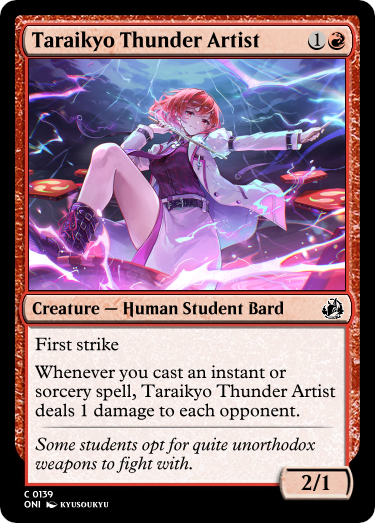 Taraikyo Thunder Artist 1
Creature — Human Student Bard
First strike
Whenever you cast an instant or
sorcery spell, Taraikyo Thunder Artist
deals 1 damage to each opponent.
Some students opt for quite unorthodox
weapons to fight with.
2/1
C 0139
ONI KYUSOUKYU